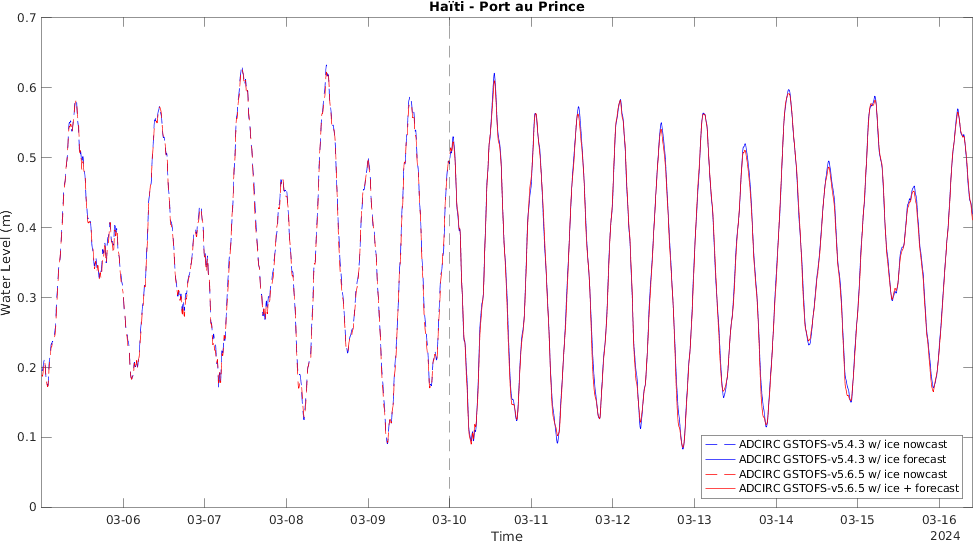 Haïti - Port au Prince
0.7
0.6
0.5
0.4
0.3
0.2
0.1
0
Water Level (m)
ADCIRC GSTOFS-v5.4.3 w/ ice nowcast
ADCIRC GSTOFS-v5.4.3 w/ ice forecast
ADCIRC GSTOFS-v5.6.5 w/ ice nowcast
ADCIRC GSTOFS-v5.6.5 w/ ice + forecast
03-06 03-07 03-08 03-09 03-10 03-11 03-12 03-13 03-14 03-15 03-16
Time
2024